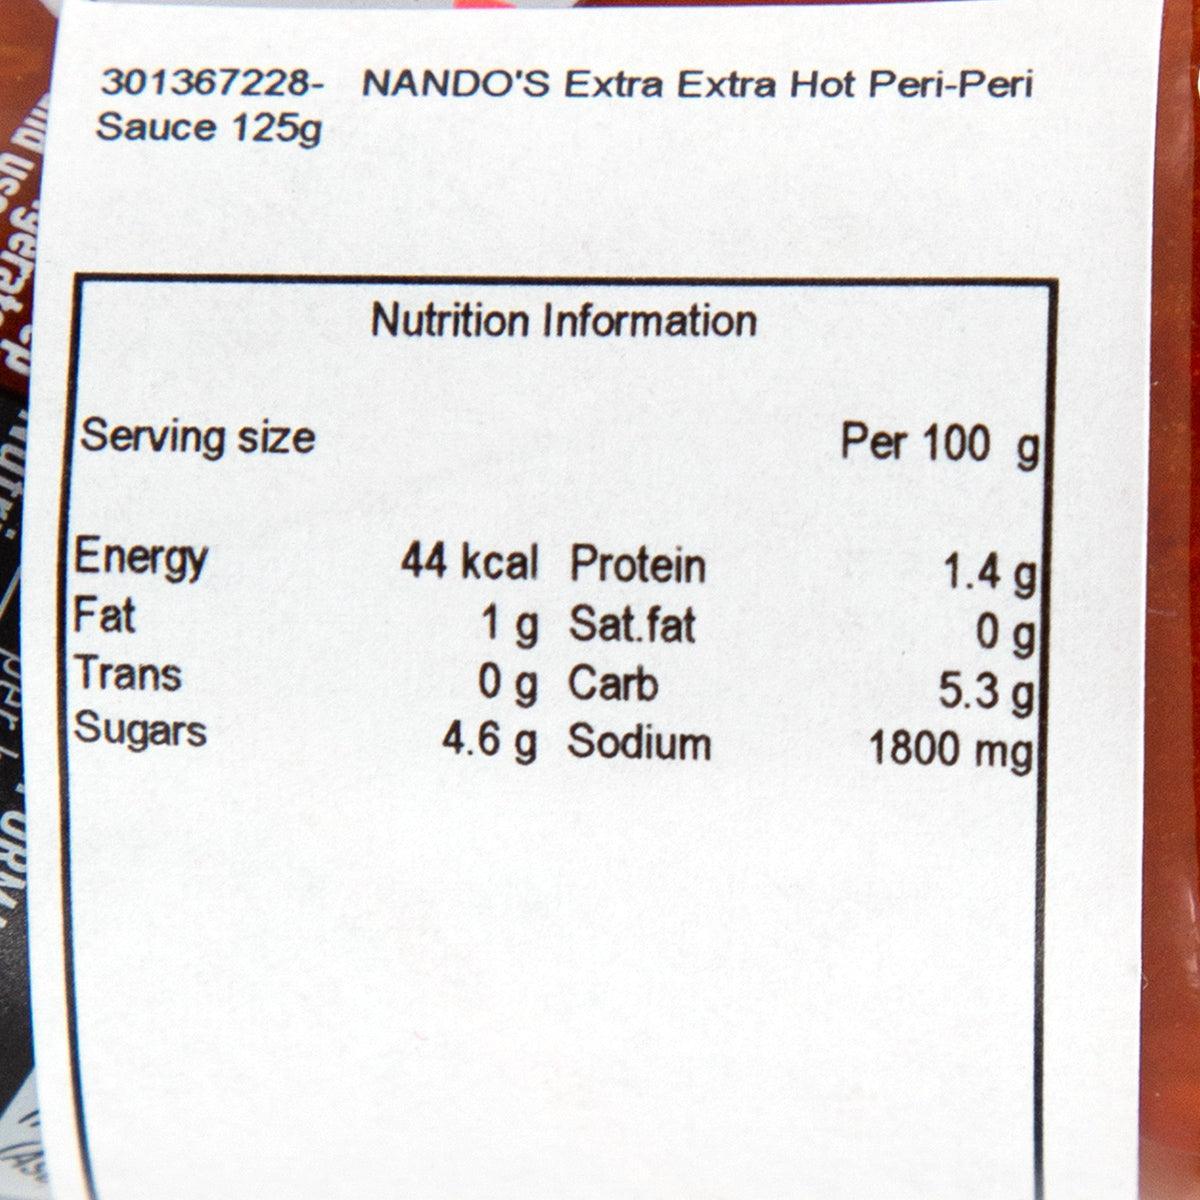 301367228- NANDO'S Extra Extra Hot Peri-Peri
Sauce 125g
Nutrition Information
Serving size Per 100 g
Energy 44 kcal Protein 1.4 g
Fat 1 g Sat.fat 0 g
Trans 0 g Carb 5.3 g
Sugars 4.6 g Sodium 1800 mg